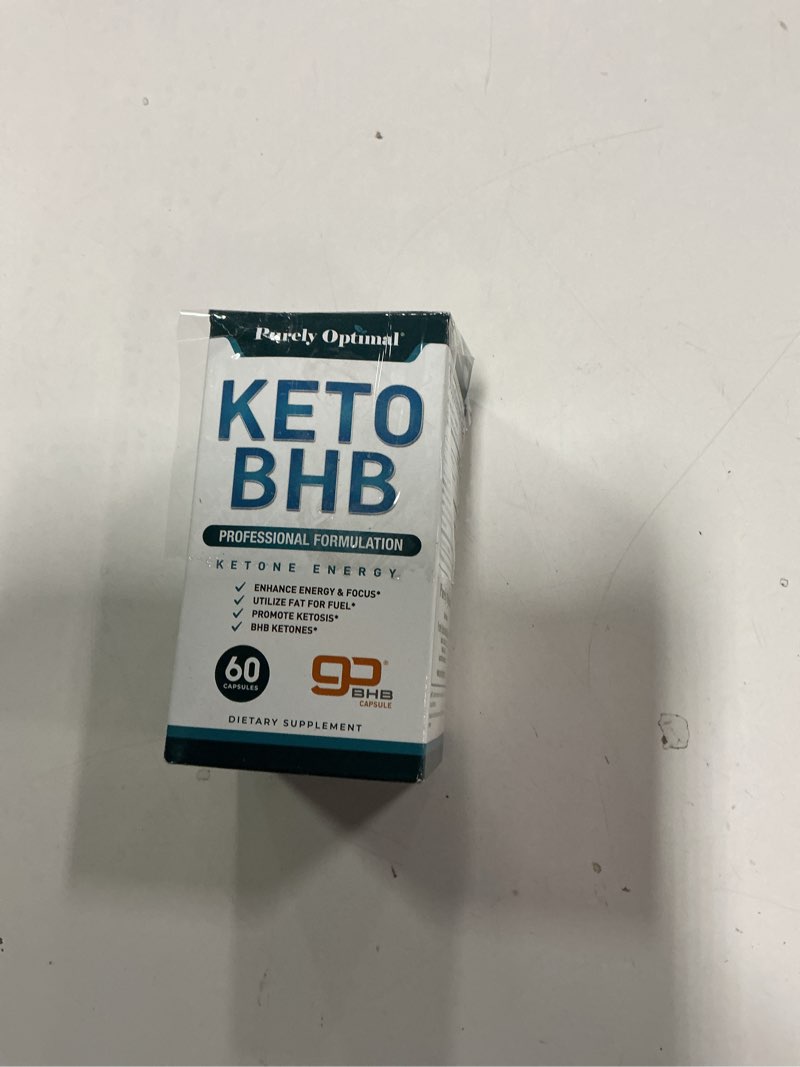 Purely Optimal®
KETO
BHB
PROFESSIONAL FORMULATION
KETONE ENERGY
✓ ENHANCE ENERGY & FOCUS*
✓ UTILIZE FAT FOR FUEL*
✓ PROMOTE KETOSIS*
✓ BHB KETONES*
60
CAPSULES
go®
BHB
CAPSULE
DIETARY SUPPLEMENT